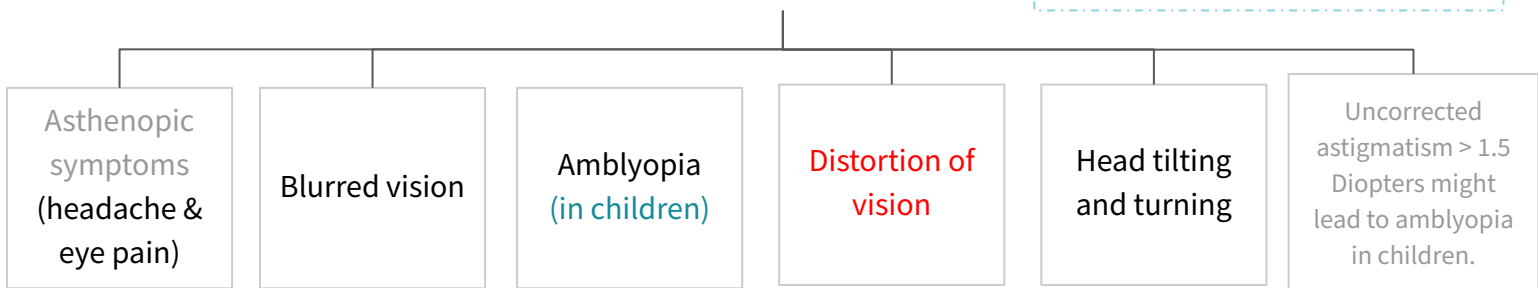 Asthenopic
symptoms
(headache &
eye pain)
Blurred vision
Amblyopia
(in children)
Distortion of
vision
Head tilting
and turning
Uncorrected
astigmatism > 1.5
Diopters might
lead to amblyopia
in children.